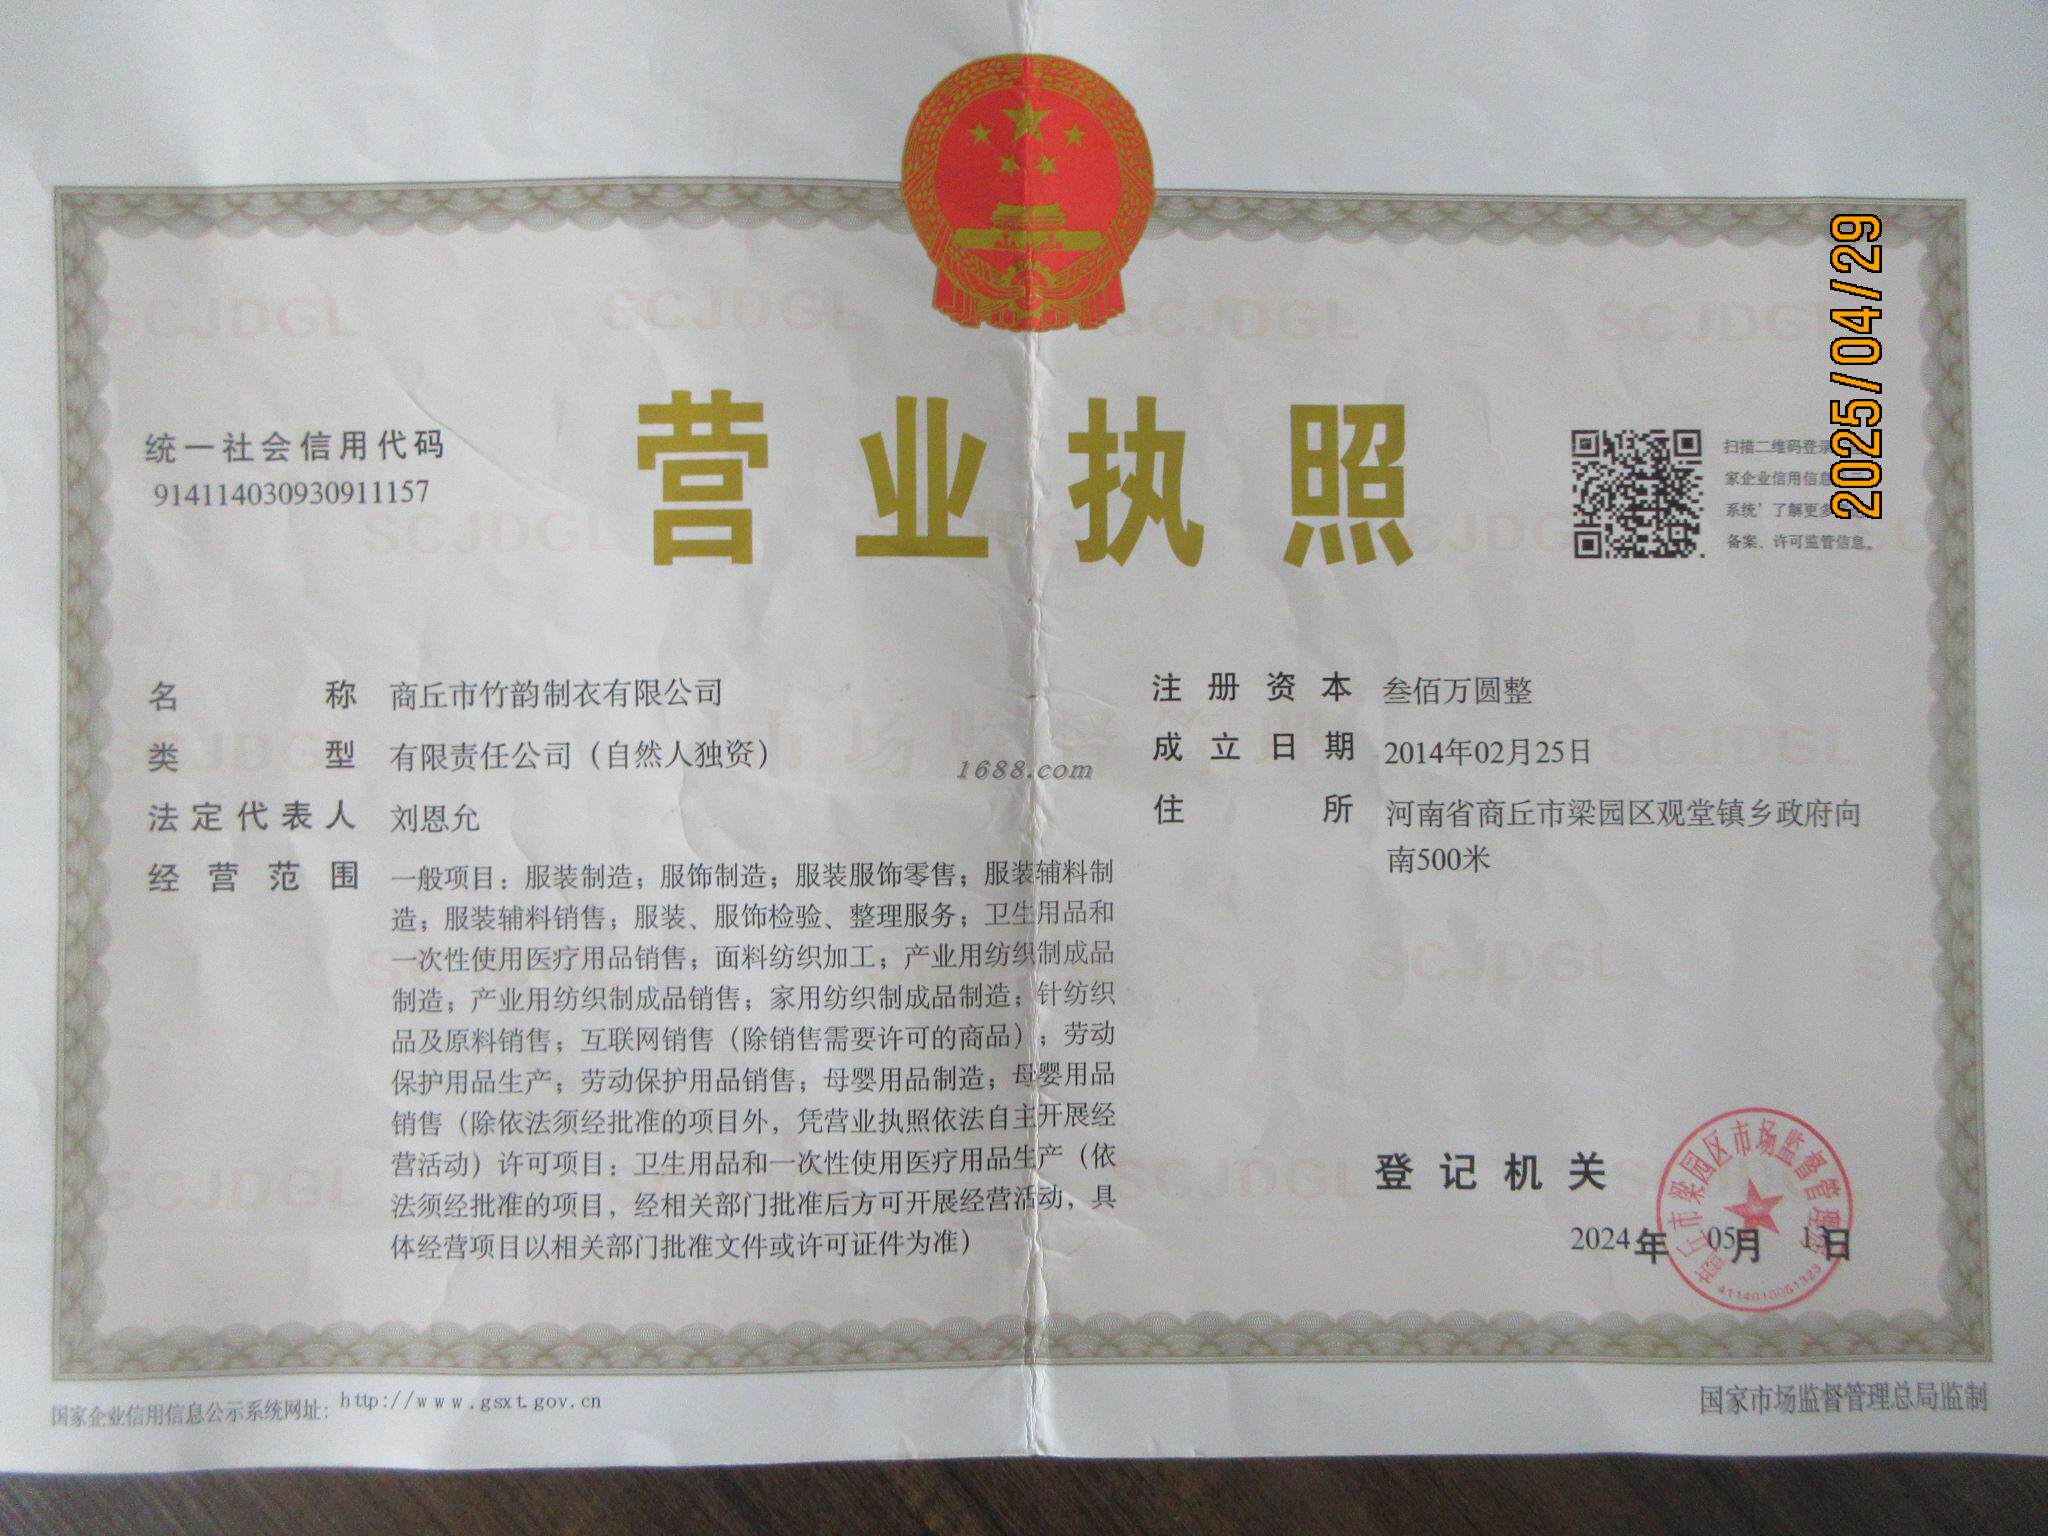 2025/04/29
营业执照
统一社会信用代码
914114030930911157
扫描二维码登录
家企业信用信息
系统’了解更多
备案、许可监管信息。
名称 商丘市竹韵制衣有限公司
类型 有限责任公司（自然人独资）
法定代表人 刘恩允
经营范围 一般项目：服装制造；服饰制造；服装服饰零售；服装辅料制
造；服装辅料销售；服装、服饰检验、整理服务；卫生用品和
一次性使用医疗用品销售；面料纺织加工；产业用纺织制成品
制造；产业用纺织制成品销售；家用纺织制成品制造；针纺织
品及原料销售；互联网销售（除销售需要许可的商品）；劳动
保护用品生产；劳动保护用品销售；母婴用品制造；母婴用品
销售（除依法须经批准的项目外，凭营业执照依法自主开展经
营活动）许可项目：卫生用品和一次性使用医疗用品生产（依
法须经批准的项目，经相关部门批准后方可开展经营活动，具
体经营项目以相关部门批准文件或许可证件为准）
注册资本 叁佰万圆整
成立日期 2014年02月25日
住所 河南省商丘市梁园区观堂镇乡政府向
南500米
1688.com
登记机关
2024年05月13日
商丘市梁园区市场监督管理局
4114010051323
国家企业信用信息公示系统网址：http://www.gsxt.gov.cn
国家市场监督管理总局监制